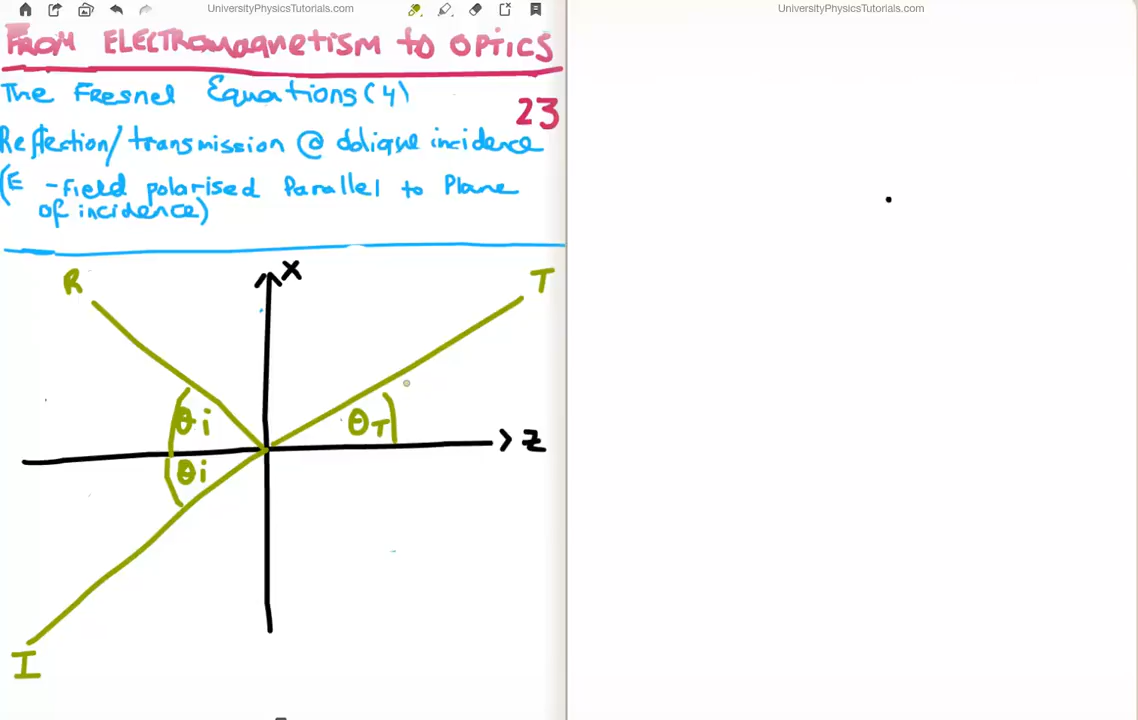 UniversityPhysicsTutorials.com
UniversityPhysicsTutorials.com
FROM ELECTROMAGNETISM to OPTICS
The Fresnel Equations (4)
23
Reflection/transmission @ oblique incidence
(E -field polarised Parallel to Plane
of incidence)
X
R
T
θi
θT
Z
θi
I